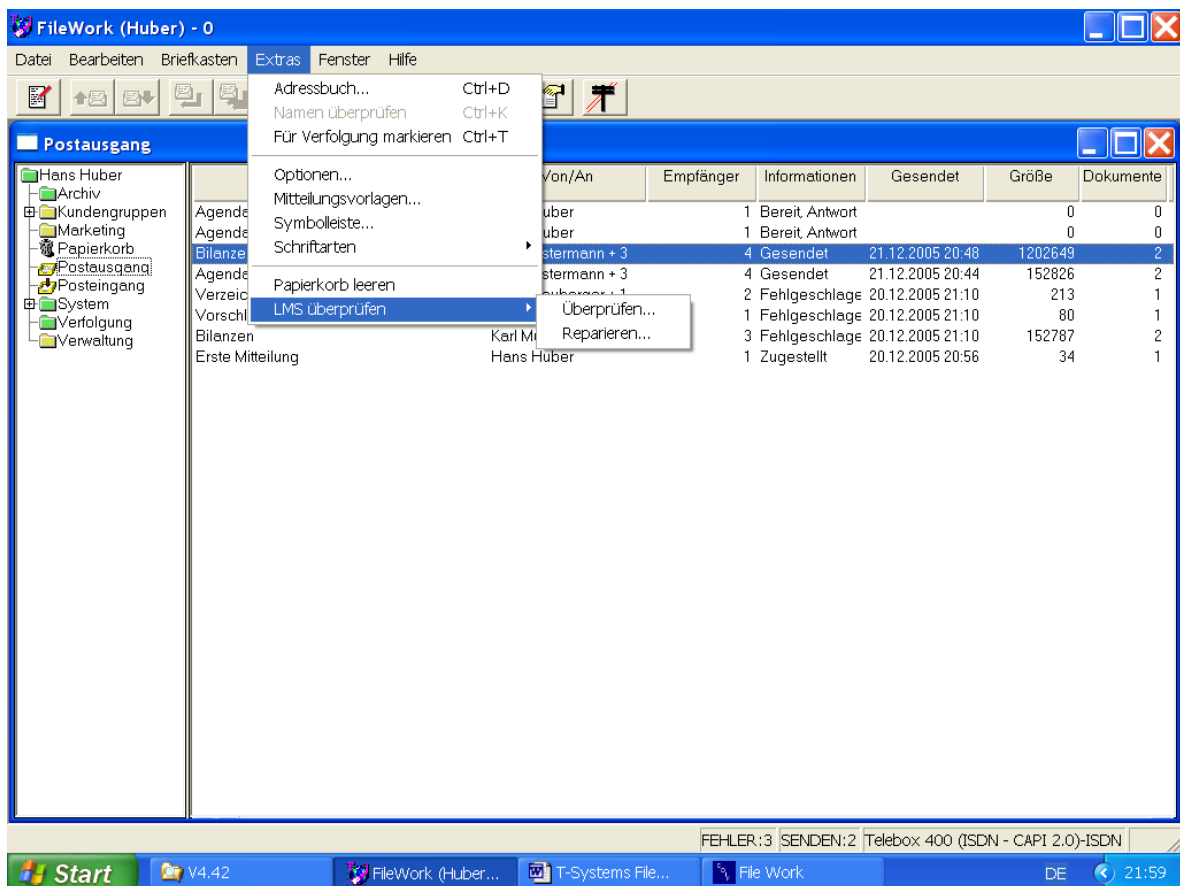 FileWork (Huber) - 0
Datei Bearbeiten Briefkasten Extras Fenster Hilfe
Adressbuch... Ctrl+D
Namen überprüfen Ctrl+K
Für Verfolgung markieren Ctrl+T
Optionen...
Mitteilungsvorlagen...
Symbolleiste...
Schriftarten
Papierkorb leeren
LMS überprüfen
Überprüfen...
Reparieren...
Postausgang
Hans Huber
Archiv
Kundengruppen
Marketing
Papierkorb
Postausgang
Posteingang
System
Verfolgung
Verwaltung
Von/An Empfänger Informationen Gesendet Größe Dokumente
Agenda uber 1 Bereit, Antwort 0 0
Agenda uber 1 Bereit, Antwort 0 0
Bilanze stermann + 3 4 Gesendet 21.12.2005 20:48 1202649 2
Agenda stermann + 3 4 Gesendet 21.12.2005 20:44 152826 2
Verzeic 2 Fehlgeschlage 20.12.2005 21:10 213 1
Vorschl 1 Fehlgeschlage 20.12.2005 21:10 80 1
Bilanzen Karl Mu 3 Fehlgeschlage 20.12.2005 21:10 152787 2
Erste Mitteilung Hans Huber 1 Zugestellt 20.12.2005 20:56 34 1
FEHLER:3 SENDEN:2 Telebox 400 (ISDN - CAPI 2.0)-ISDN
Start V4.42 FileWork (Huber... T-Systems File... File Work DE 21:59